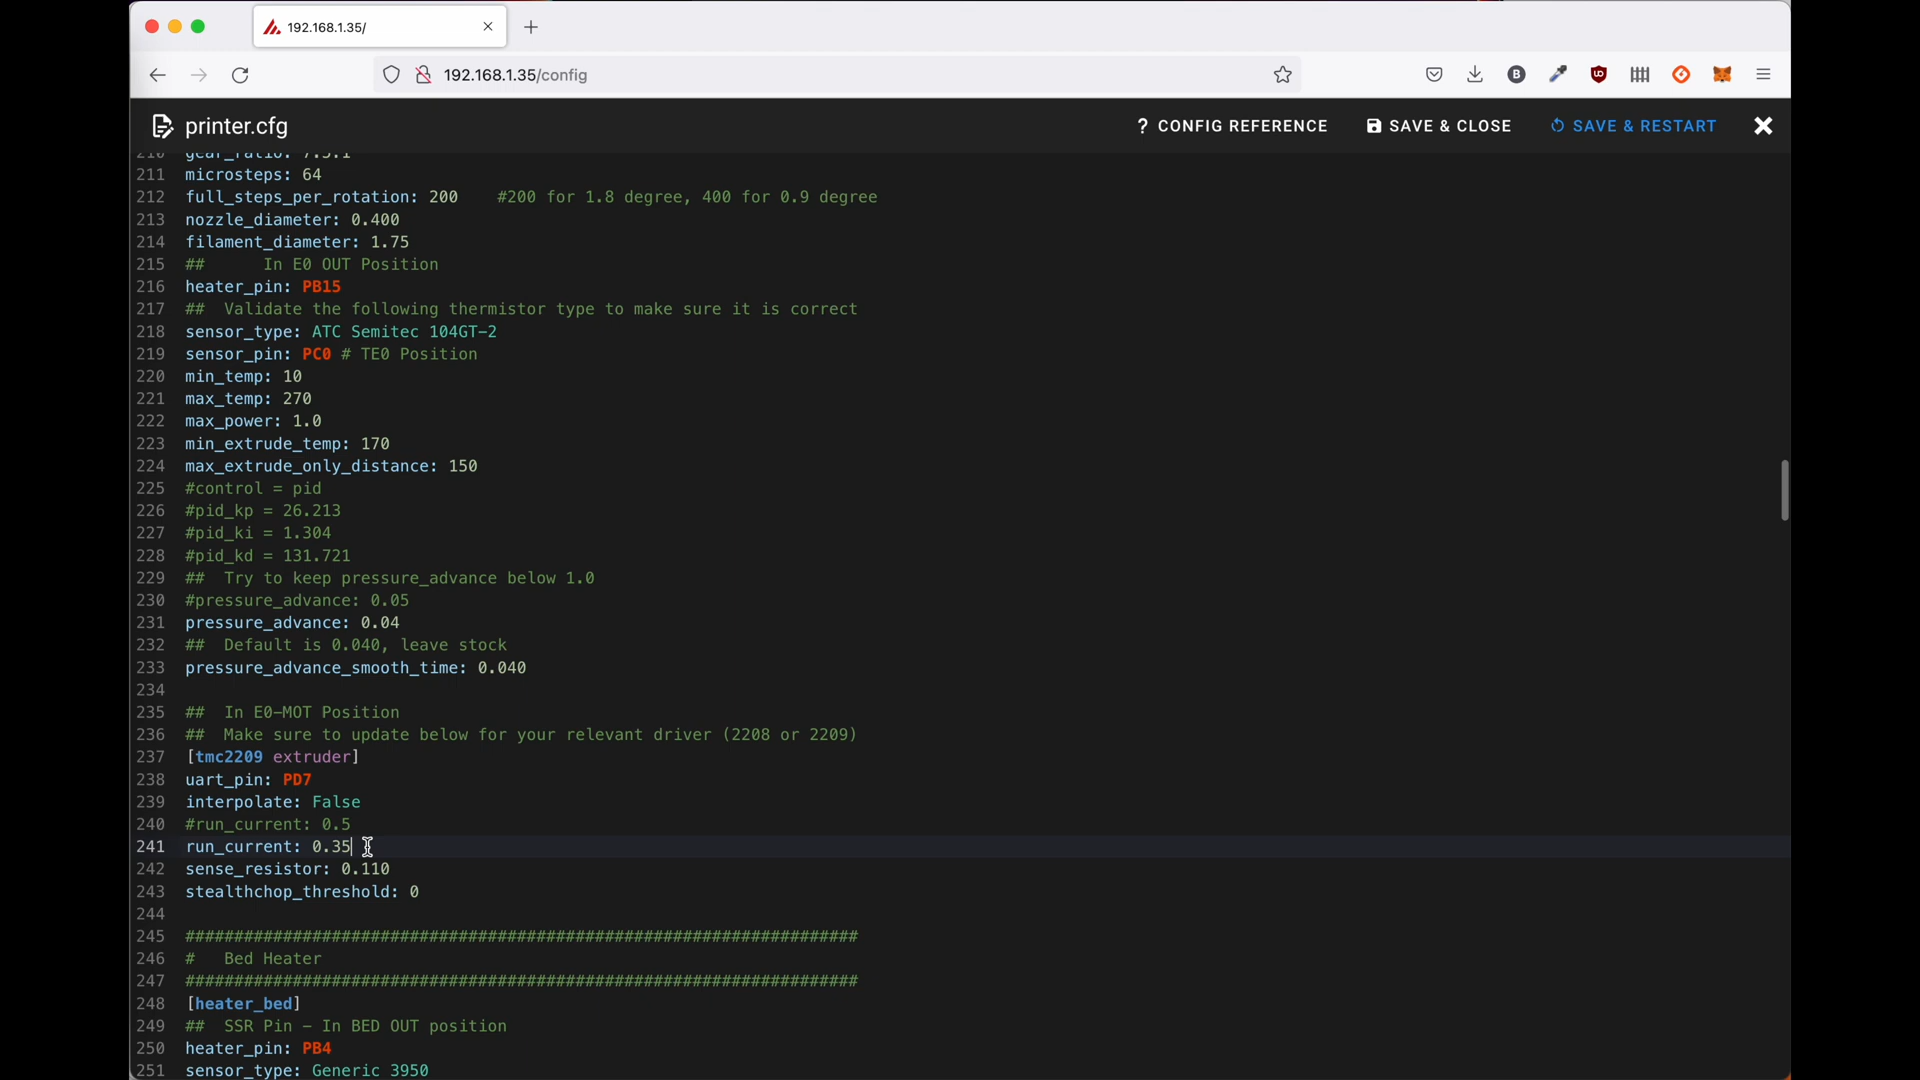 192.168.1.35/
192.168.1.35/config
printer.cfg
? CONFIG REFERENCE
SAVE & CLOSE
SAVE & RESTART
210 gear_ratio: 7.5:1
211 microsteps: 64
212 full_steps_per_rotation: 200 #200 for 1.8 degree, 400 for 0.9 degree
213 nozzle_diameter: 0.400
214 filament_diameter: 1.75
215 ## In E0 OUT Position
216 heater_pin: PB15
217 ## Validate the following thermistor type to make sure it is correct
218 sensor_type: ATC Semitec 104GT-2
219 sensor_pin: PC0 # TE0 Position
220 min_temp: 10
221 max_temp: 270
222 max_power: 1.0
223 min_extrude_temp: 170
224 max_extrude_only_distance: 150
225 #control = pid
226 #pid_kp = 26.213
227 #pid_ki = 1.304
228 #pid_kd = 131.721
229 ## Try to keep pressure_advance below 1.0
230 #pressure_advance: 0.05
231 pressure_advance: 0.04
232 ## Default is 0.040, leave stock
233 pressure_advance_smooth_time: 0.040
234
235 ## In E0-MOT Position
236 ## Make sure to update below for your relevant driver (2208 or 2209)
237 [tmc2209 extruder]
238 uart_pin: PD7
239 interpolate: False
240 #run_current: 0.5
241 run_current: 0.35
242 sense_resistor: 0.110
243 stealthchop_threshold: 0
244
245 #####################################################################
246 # Bed Heater
247 #####################################################################
248 [heater_bed]
249 ## SSR Pin - In BED OUT position
250 heater_pin: PB4
251 sensor_type: Generic 3950